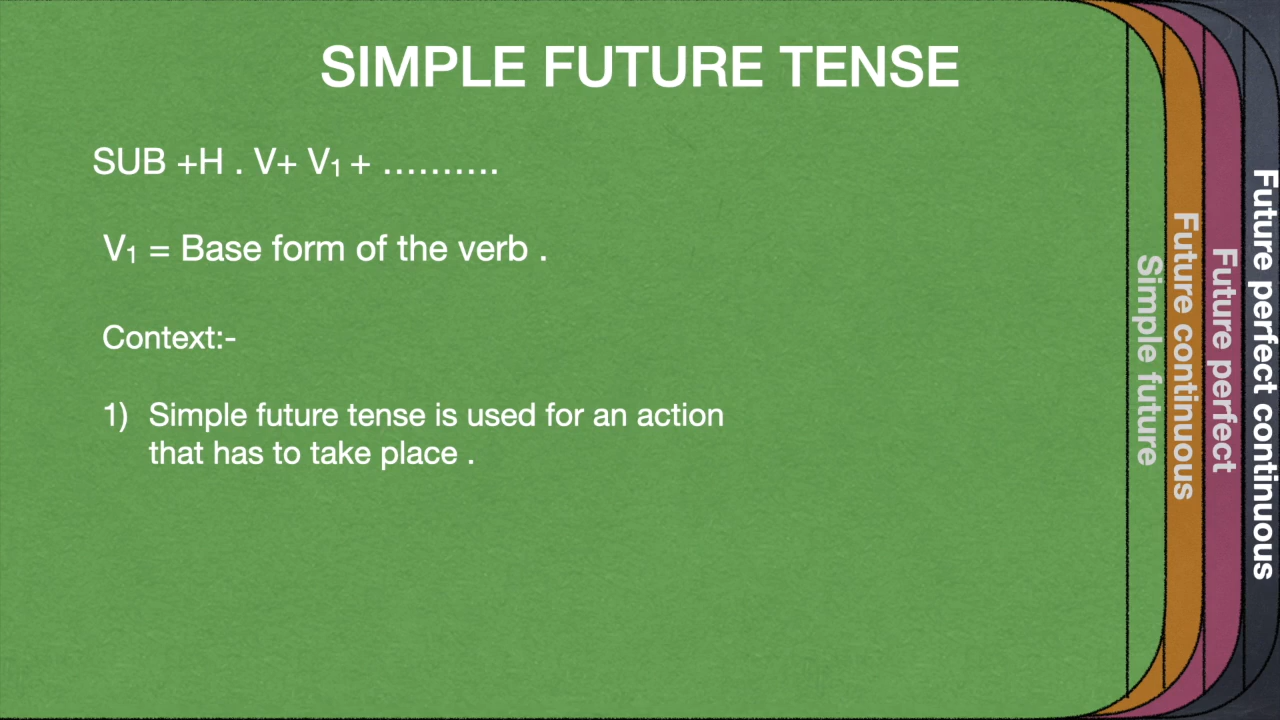 SIMPLE FUTURE TENSE
SUB +H . V+ V₁ + ..........
V₁ = Base form of the verb .
Context:-
1) Simple future tense is used for an action
that has to take place .
Simple future
Future continuous
Future perfect
Future perfect continuous